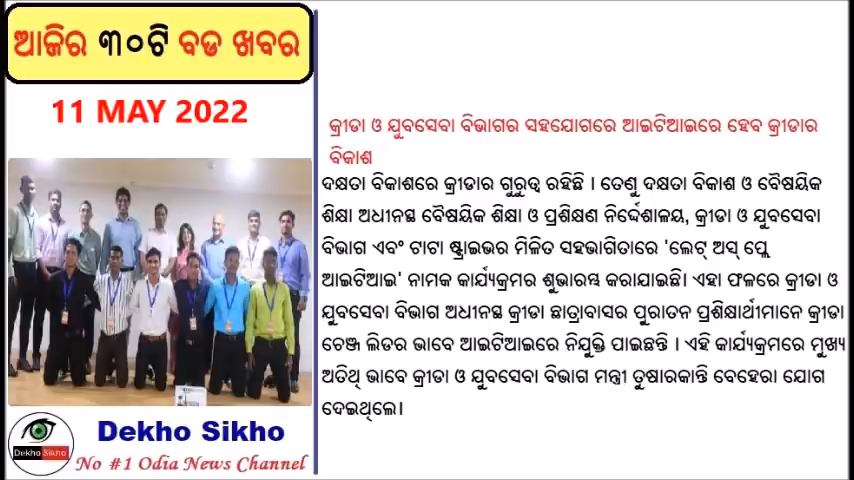 ଆଜିର ୩୦ଟି ବଡ ଖବର
11 MAY 2022
କ୍ରୀଡା ଓ ଯୁବସେବା ବିଭାଗର ସହଯୋଗରେ ଆଇଟିଆଇରେ ହେବ କ୍ରୀଡାର
ବିକାଶ
ଦକ୍ଷତା ବିକାଶରେ କ୍ରୀଡାର ଗୁରୁତ୍ୱ ରହିଛି । ତେଣୁ ଦକ୍ଷତା ବିକାଶ ଓ ବୈଷୟିକ
ଶିକ୍ଷା ଅଧୀନସ୍ଥ ବୈଷୟିକ ଶିକ୍ଷା ଓ ପ୍ରଶିକ୍ଷଣ ନିର୍ଦ୍ଦେଶାଳୟ, କ୍ରୀଡା ଓ ଯୁବସେବା
ବିଭାଗ ଏବଂ ଟାଟା ଷ୍ଟ୍ରାଇଭର ମିଳିତ ସହଭାଗିତାରେ 'ଲେଟ୍ ଅସ୍ ପ୍ଲେ
ଆଇଟିଆଇ' ନାମକ କାର୍ଯ୍ୟକ୍ରମର ଶୁଭାରମ୍ଭ କରାଯାଇଛି। ଏହା ଫଳରେ କ୍ରୀଡା ଓ
ଯୁବସେବା ବିଭାଗ ଅଧୀନସ୍ଥ କ୍ରୀଡା ଛାତ୍ରାବାସର ପୁରାତନ ପ୍ରଶିକ୍ଷାର୍ଥୀମାନେ କ୍ରୀଡା
ଚେଞ୍ଜ ଲିଡର ଭାବେ ଆଇଟିଆଇରେ ନିଯୁକ୍ତି ପାଇଛନ୍ତି । ଏହି କାର୍ଯ୍ୟକ୍ରମରେ ମୁଖ୍ୟ
ଅତିଥି ଭାବେ କ୍ରୀଡା ଓ ଯୁବସେବା ବିଭାଗ ମନ୍ତ୍ରୀ ତୁଷାରକାନ୍ତି ବେହେରା ଯୋଗ
ଦେଇଥିଲେ।
Dekho Sikho
Dekho Sikho
No #1 Odia News Channel